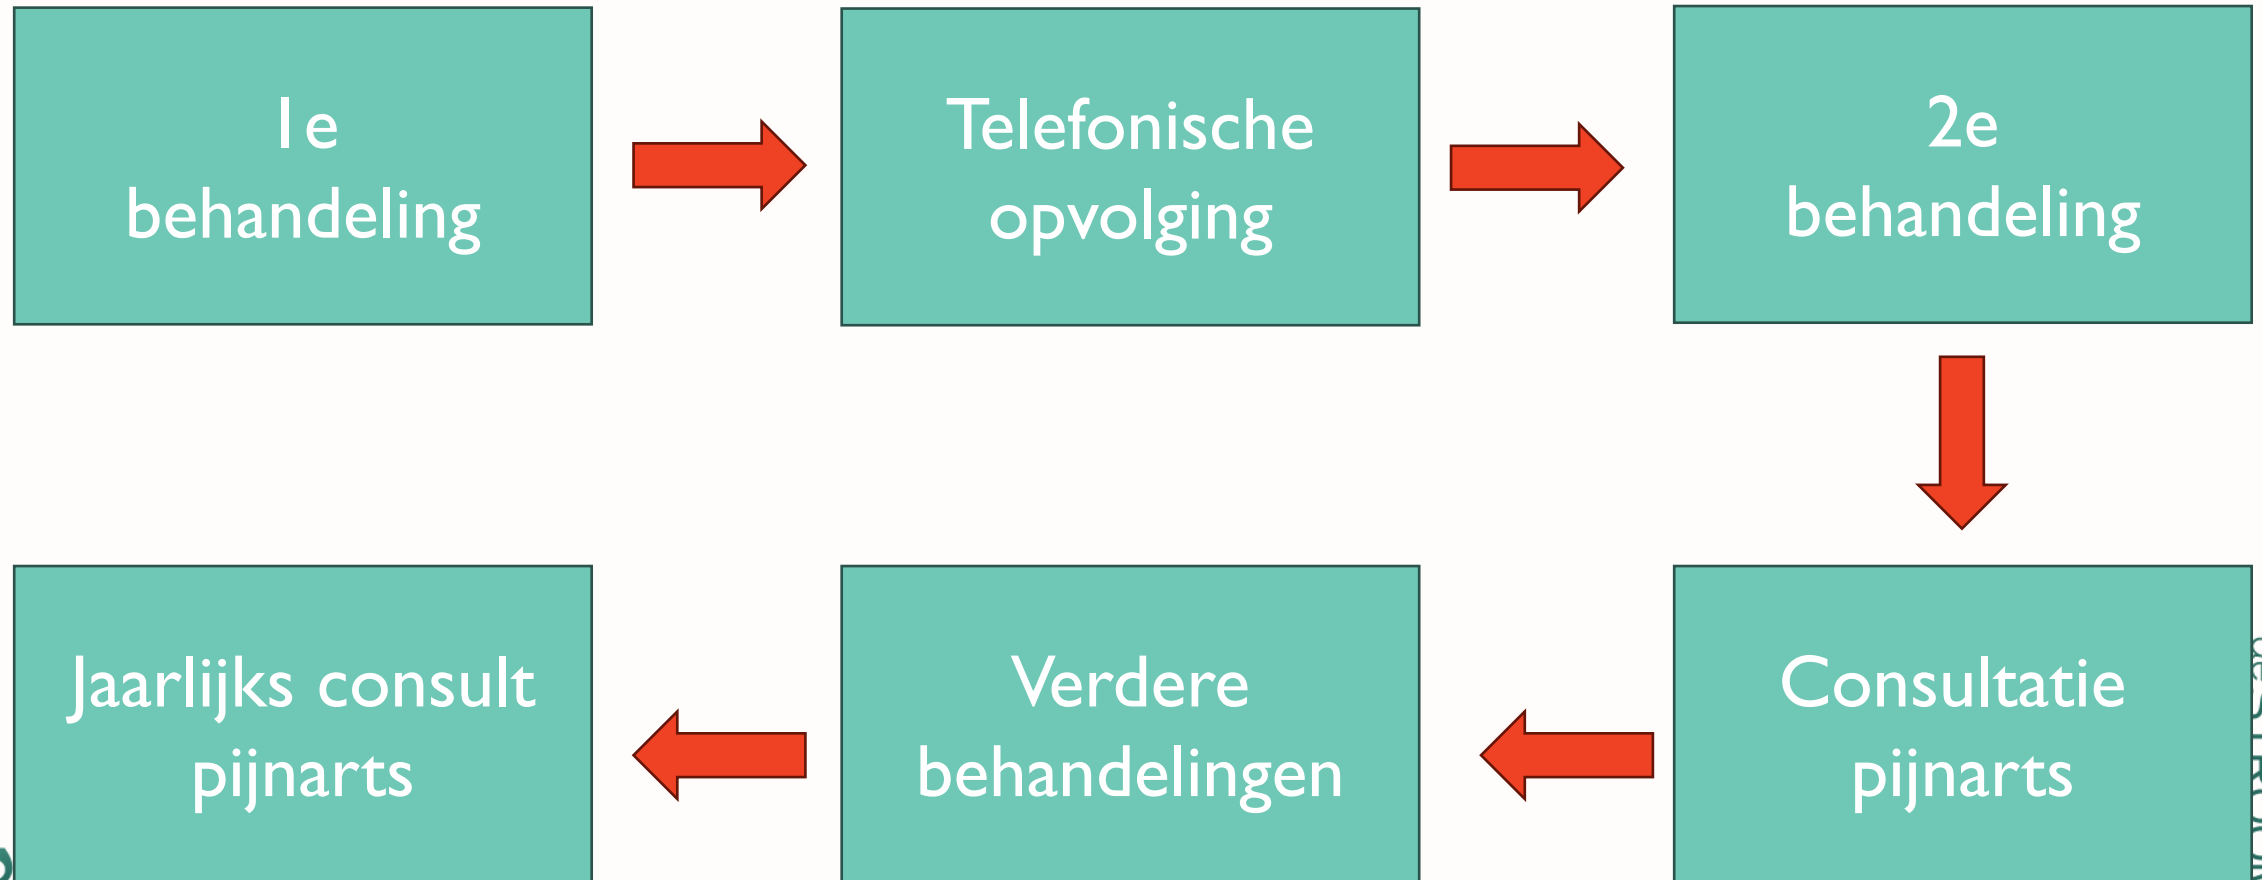 1e
behandeling
Telefonische
opvolging
2e
behandeling
Consultatie
pijnarts
Verdere
behandelingen
Jaarlijks consult
pijnarts